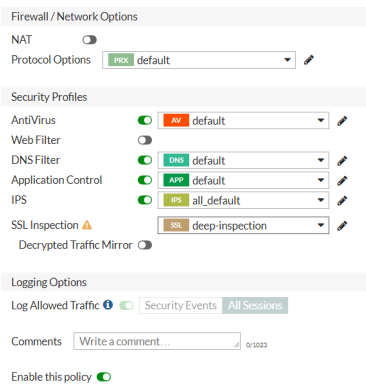 Firewall / Network Options
NAT
Protocol Options PRX default
Security Profiles
AntiVirus AV default
Web Filter
DNS Filter DNS default
Application Control APP default
IPS IPS all_default
SSL Inspection SSL deep-inspection
Decrypted Traffic Mirror
Logging Options
Log Allowed Traffic Security Events All Sessions
Comments Write a comment... 0/1023
Enable this policy